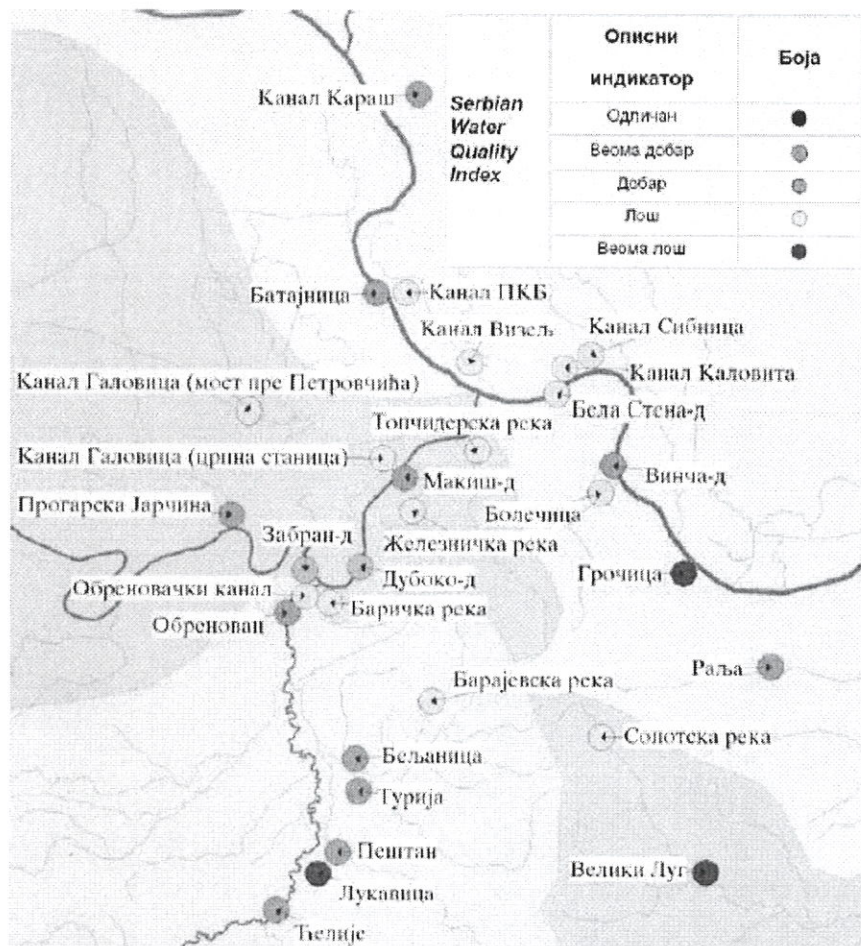 Serbian
Water
Quality
Index
Описни
индикатор
Боја
Одличан
Веома добар
Добар
Лош
Веома лош
Канал Караш
Батајница
Канал ПКБ
Канал Визељ
Канал Сибница
Канал Галовица (мост пре Петровчића)
Канал Каловита
Бела Стена-д
Топчидерска река
Канал Галовица (црпна станица)
Макиш-д
Винча-д
Прогарска Јарчина
Болечица
Забран-д
Железничка река
Дубоко-д
Грочица
Обреновачки канал
Баричка река
Обреновац
Раља
Барајевска река
Сопотска река
Бељаница
Турија
Пештан
Велики Луг
Лукавица
Ћелије